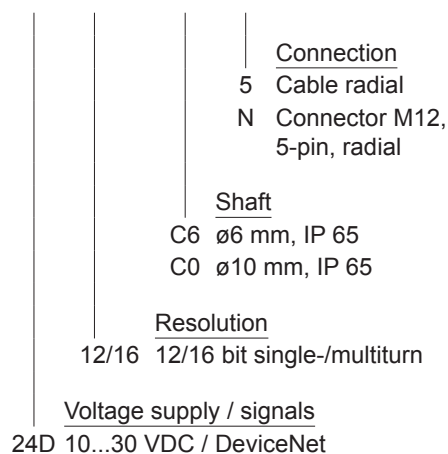 Connection
5 Cable radial
N Connector M12,
5-pin, radial
Shaft
C6 ø6 mm, IP 65
C0 ø10 mm, IP 65
Resolution
12/16 12/16 bit single-/multiturn
Voltage supply / signals
24D 10...30 VDC / DeviceNet